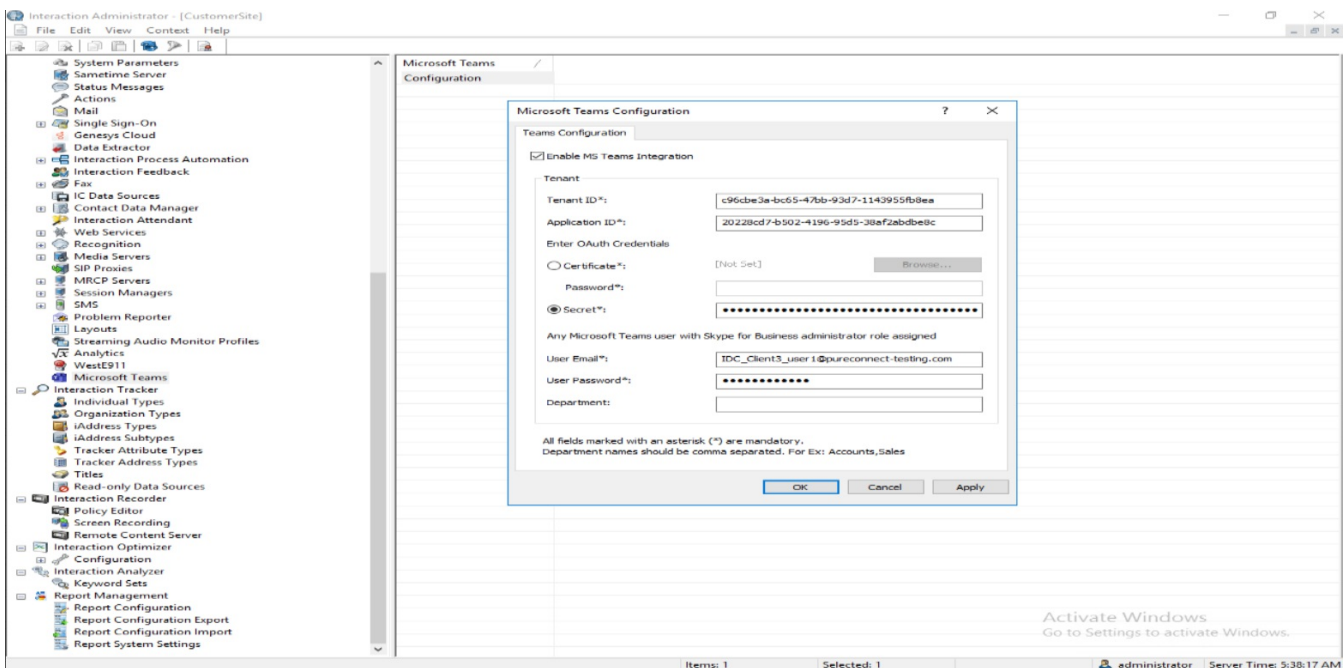 Interaction Administrator - [CustomerSite]
File Edit View Context Help
System Parameters
Sametime Server
Status Messages
Actions
Mail
Single Sign-On
Genesys Cloud
Data Extractor
Interaction Process Automation
Interaction Feedback
Fax
IC Data Sources
Contact Data Manager
Interaction Attendant
Web Services
Recognition
Media Servers
SIP Proxies
MRCP Servers
Session Managers
SMS
Problem Reporter
Layouts
Streaming Audio Monitor Profiles
Analytics
WestE911
Microsoft Teams
Interaction Tracker
Individual Types
Organization Types
iAddress Types
iAddress Subtypes
Tracker Attribute Types
Tracker Address Types
Titles
Read-only Data Sources
Interaction Recorder
Policy Editor
Screen Recording
Remote Content Server
Interaction Optimizer
Configuration
Interaction Analyzer
Keyword Sets
Report Management
Report Configuration
Report Configuration Export
Report Configuration Import
Report System Settings
Microsoft Teams
Configuration
Microsoft Teams Configuration ?
Teams Configuration
Enable MS Teams Integration
Tenant
Tenant ID*: c96cbe3a-bc65-47bb-93d7-1143955fb8ea
Application ID*: 20228cd7-b502-4196-95d5-38af2abdbe8c
Enter OAuth Credentials
Certificate*: [Not Set] Browse...
Password*:
Secret*:
Any Microsoft Teams user with Skype for Business administrator role assigned
User Email*: IDC_Client3_user1@pureconnect-testing.com
User Password*:
Department:
All fields marked with an asterisk (*) are mandatory.
Department names should be comma separated. For Ex: Accounts,Sales
OK Cancel Apply
Activate Windows
Go to Settings to activate Windows.
Items: 1 Selected: 1 administrator Server Time: 5:38:17 AM